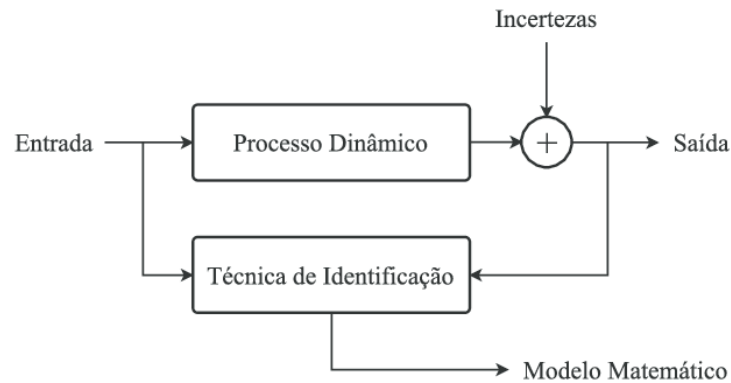 Incertezas
Entrada
Processo Dinâmico
+
Saída
Técnica de Identificação
Modelo Matemático